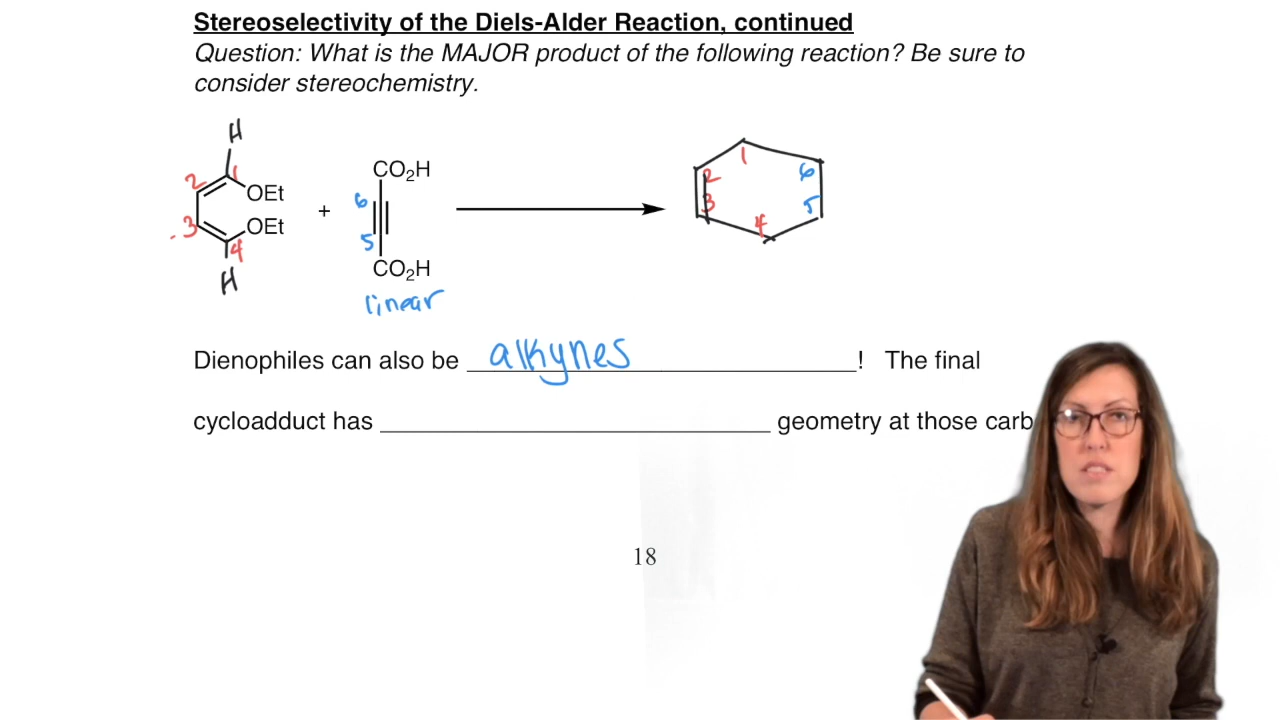 Stereoselectivity of the Diels-Alder Reaction, continued
Question: What is the MAJOR product of the following reaction? Be sure to
consider stereochemistry.
H
2 1 OEt
3 OEt
4
H
+
CO₂H
6
5
CO₂H
linear
1
2 6
3 5
4
Dienophiles can also be alkynes ! The final
cycloadduct has geometry at those carb
18